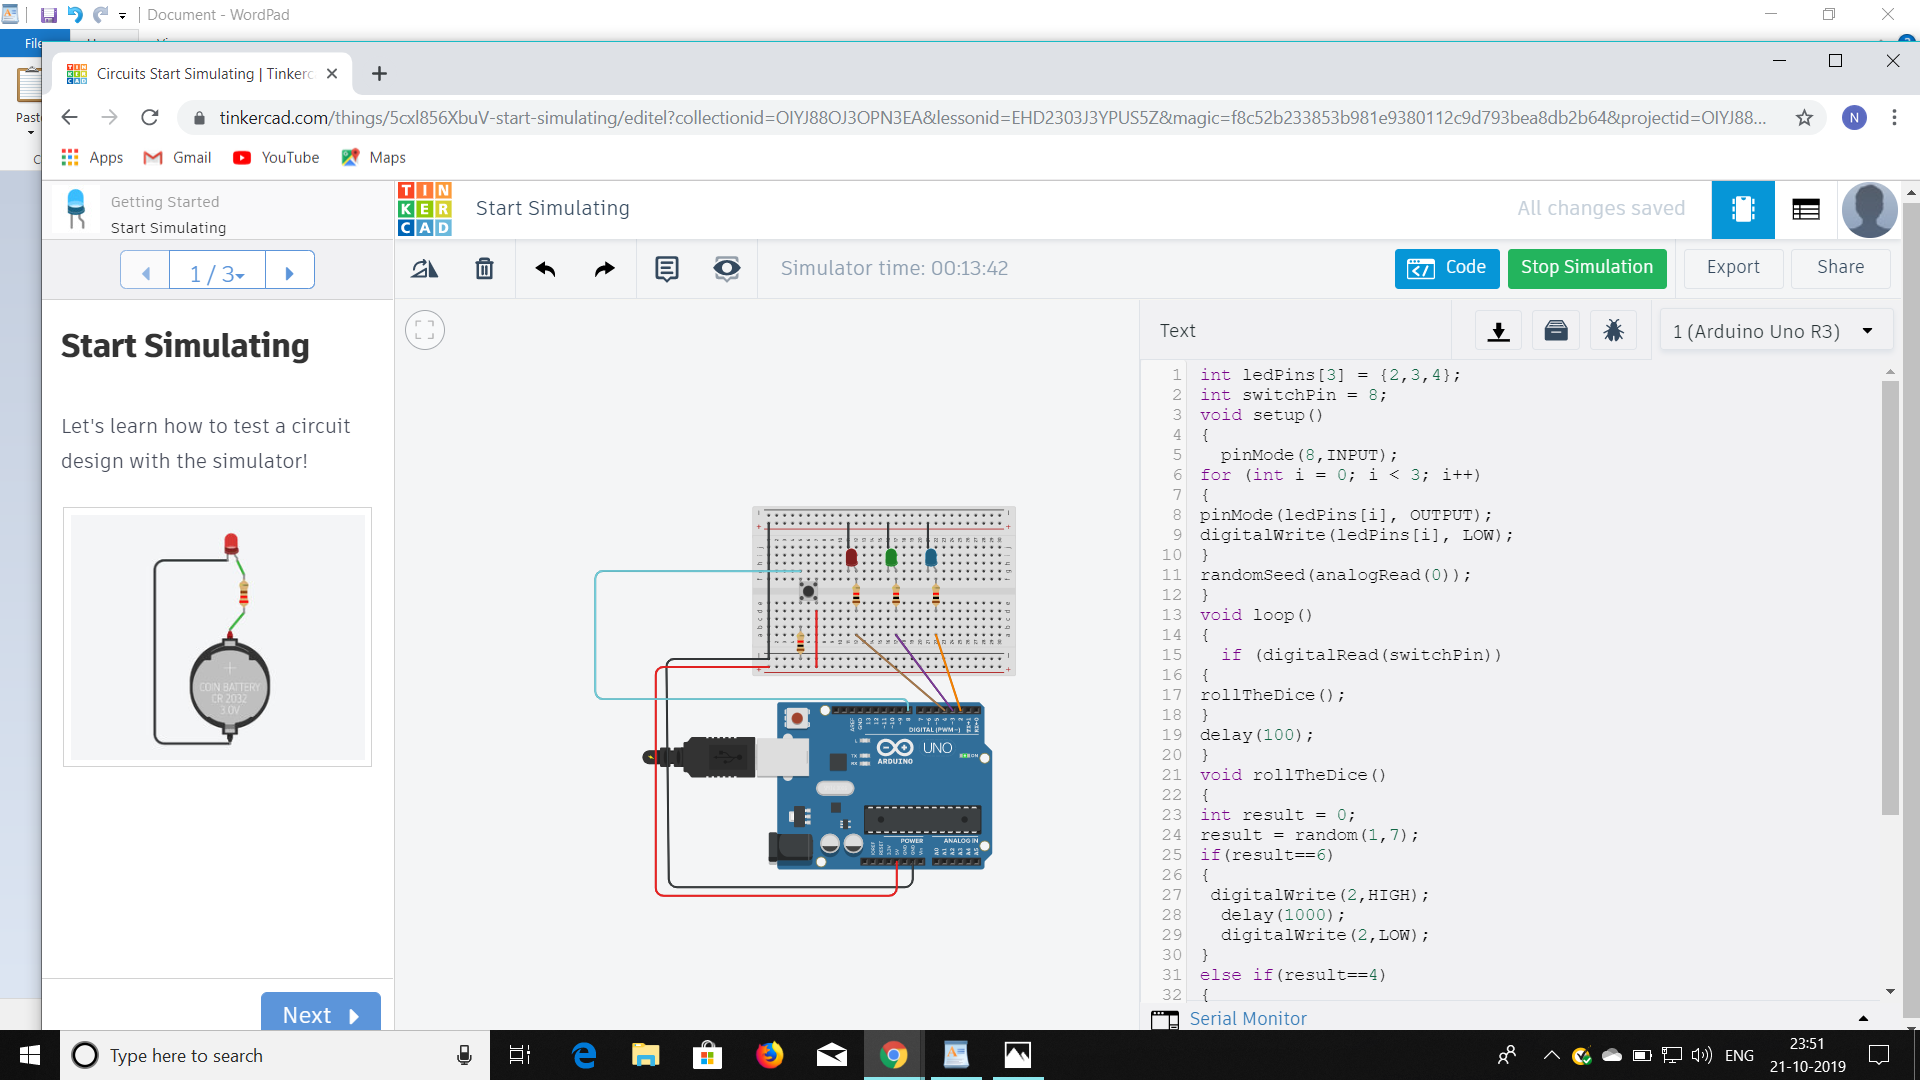 Document - WordPad
File
Circuits Start Simulating | Tinkerc
tinkercad.com/things/5cxl856XbuV-start-simulating/editel?collectionid=OIYJ88OJ3OPN3EA&lessonid=EHD2303J3YPUS5Z&magic=f8c52b233853b981e9380112c9d793bea8db2b64&projectid=OIYJ88...
N
Paste
Apps
Gmail
YouTube
Maps
Getting Started
Start Simulating
TIN
KER
CAD
Start Simulating
All changes saved
1 / 3
Simulator time: 00:13:42
Code
Stop Simulation
Export
Share
Start Simulating
Let's learn how to test a circuit
design with the simulator!
COIN BATTERY
CR 2032
3.0V
Next
DIGITAL (PWM~)
UNO
ARDUINO
POWER
ANALOG IN
Text
1 (Arduino Uno R3)
1 int ledPins[3] = {2,3,4};
2 int switchPin = 8;
3 void setup()
4 {
5 pinMode(8,INPUT);
6 for (int i = 0; i < 3; i++)
7 {
8 pinMode(ledPins[i], OUTPUT);
9 digitalWrite(ledPins[i], LOW);
10 }
11 randomSeed(analogRead(0));
12 }
13 void loop()
14 {
15 if (digitalRead(switchPin))
16 {
17 rollTheDice();
18 }
19 delay(100);
20 }
21 void rollTheDice()
22 {
23 int result = 0;
24 result = random(1,7);
25 if(result==6)
26 {
27 digitalWrite(2,HIGH);
28 delay(1000);
29 digitalWrite(2,LOW);
30 }
31 else if(result==4)
32 {
Serial Monitor
Type here to search
ENG
23:51
21-10-2019